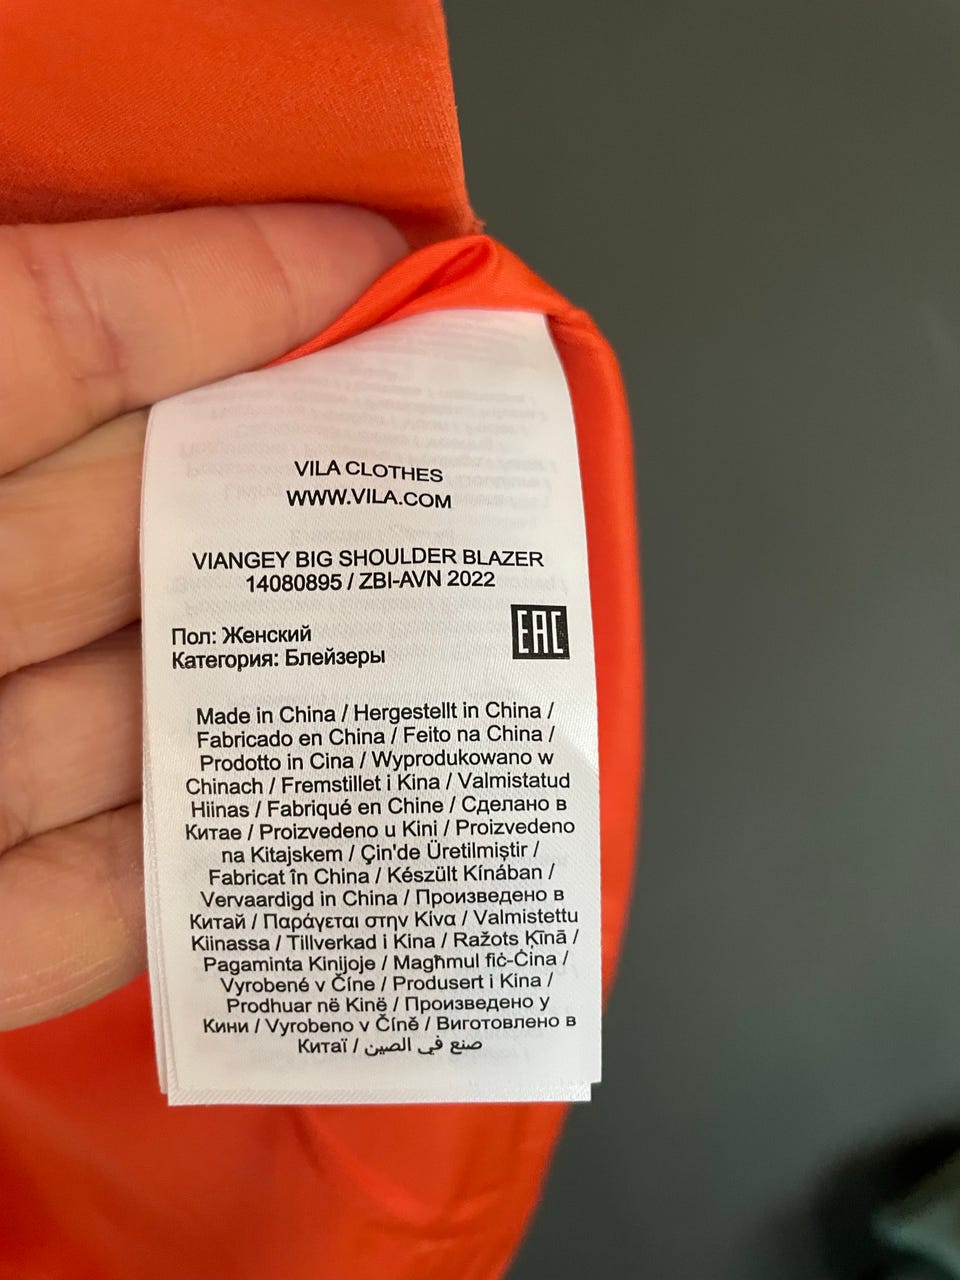 VILA CLOTHES
WWW.VILA.COM
VIANGEY BIG SHOULDER BLAZER
14080895 / ZBI-AVN 2022
Пол: Женский
Категория: Блейзеры
EAC
Made in China / Hergestellt in China /
Fabricado en China / Feito na China /
Prodotto in Cina / Wyprodukowano w
Chinach / Fremstillet i Kina / Valmistatud
Hiinas / Fabriqué en Chine / Сделано в
Китае / Proizvedeno u Kini / Proizvedeno
na Kitajskem / Çin'de Üretilmiştir /
Fabricat în China / Készült Kínában /
Vervaardigd in China / Произведено в
Китай / Παράγεται στην Κίνα / Valmistettu
Kiinassa / Tillverkad i Kina / Ražots Ķīnā /
Pagaminta Kinijoje / Magħmul fiċ-Ċina /
Vyrobené v Číne / Produsert i Kina /
Prodhuar në Kinë / Произведено у
Кини / Vyrobeno v Číně / Виготовлено в
Китаї / صنع في الصين